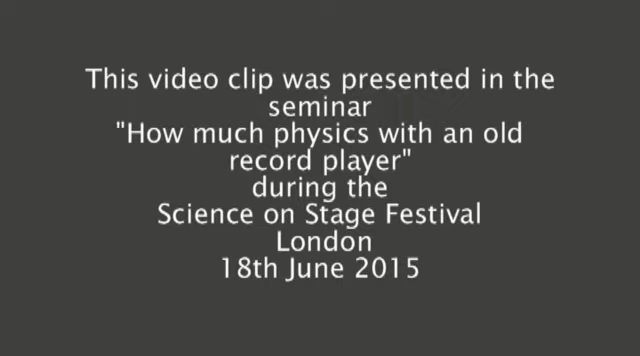 This video clip was presented in the
seminar
"How much physics with an old
record player"
during the
Science on Stage Festival
London
18th June 2015